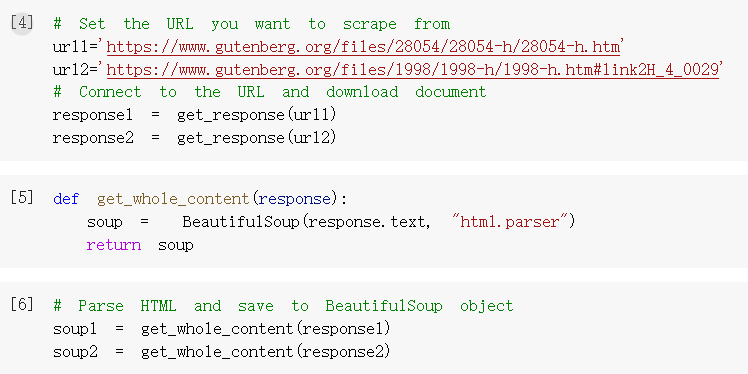 [4] # Set the URL you want to scrape from
url1='https://www.gutenberg.org/files/28054/28054-h/28054-h.htm'
url2='https://www.gutenberg.org/files/1998/1998-h/1998-h.htm#link2H_4_0029'
# Connect to the URL and download document
response1 = get_response(url1)
response2 = get_response(url2)
[5] def get_whole_content(response):
soup = BeautifulSoup(response.text, "html.parser")
return soup
[6] # Parse HTML and save to BeautifulSoup object
soup1 = get_whole_content(response1)
soup2 = get_whole_content(response2)